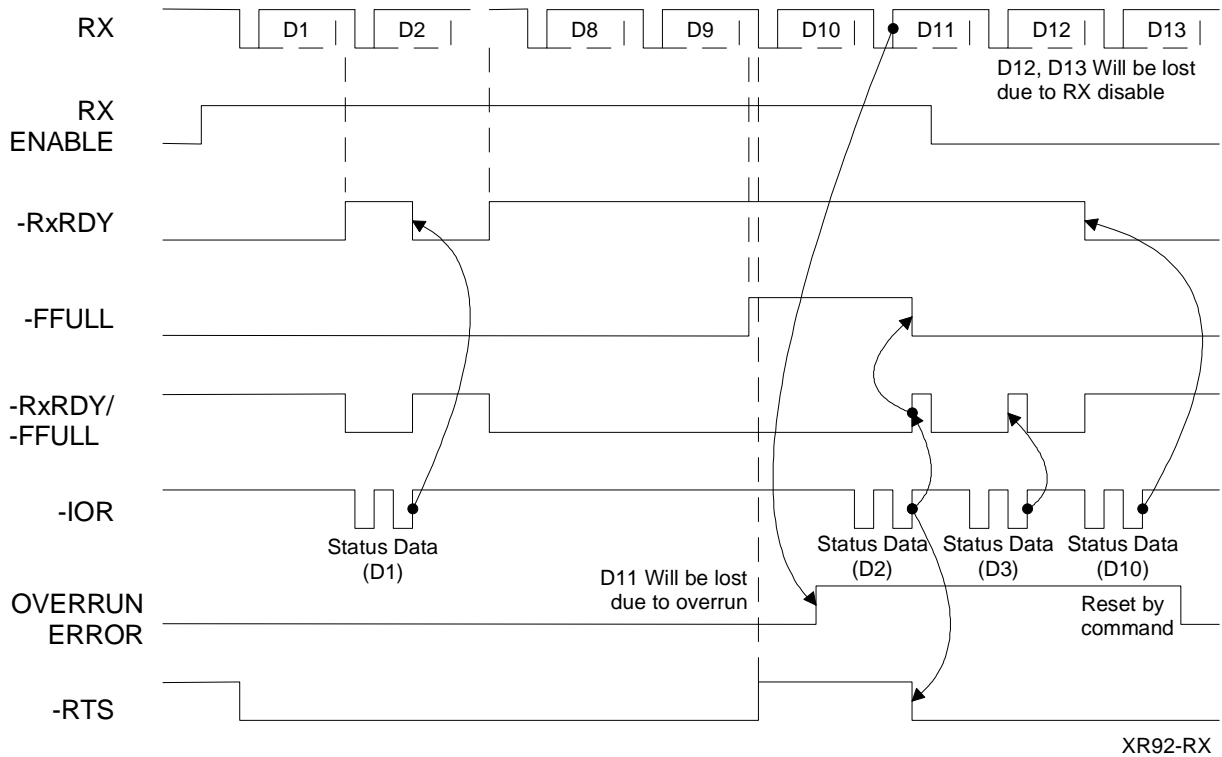 RX
D1
D2
D8
D9
D10
D11
D12
D13
D12, D13 Will be lost
due to RX disable
RX
ENABLE
-RxRDY
-FFULL
-RxRDY/
-FFULL
-IOR
Status Data
(D1)
Status Data
(D2)
Status Data
(D3)
Status Data
(D10)
D11 Will be lost
due to overrun
OVERRUN
ERROR
Reset by
command
-RTS
XR92-RX